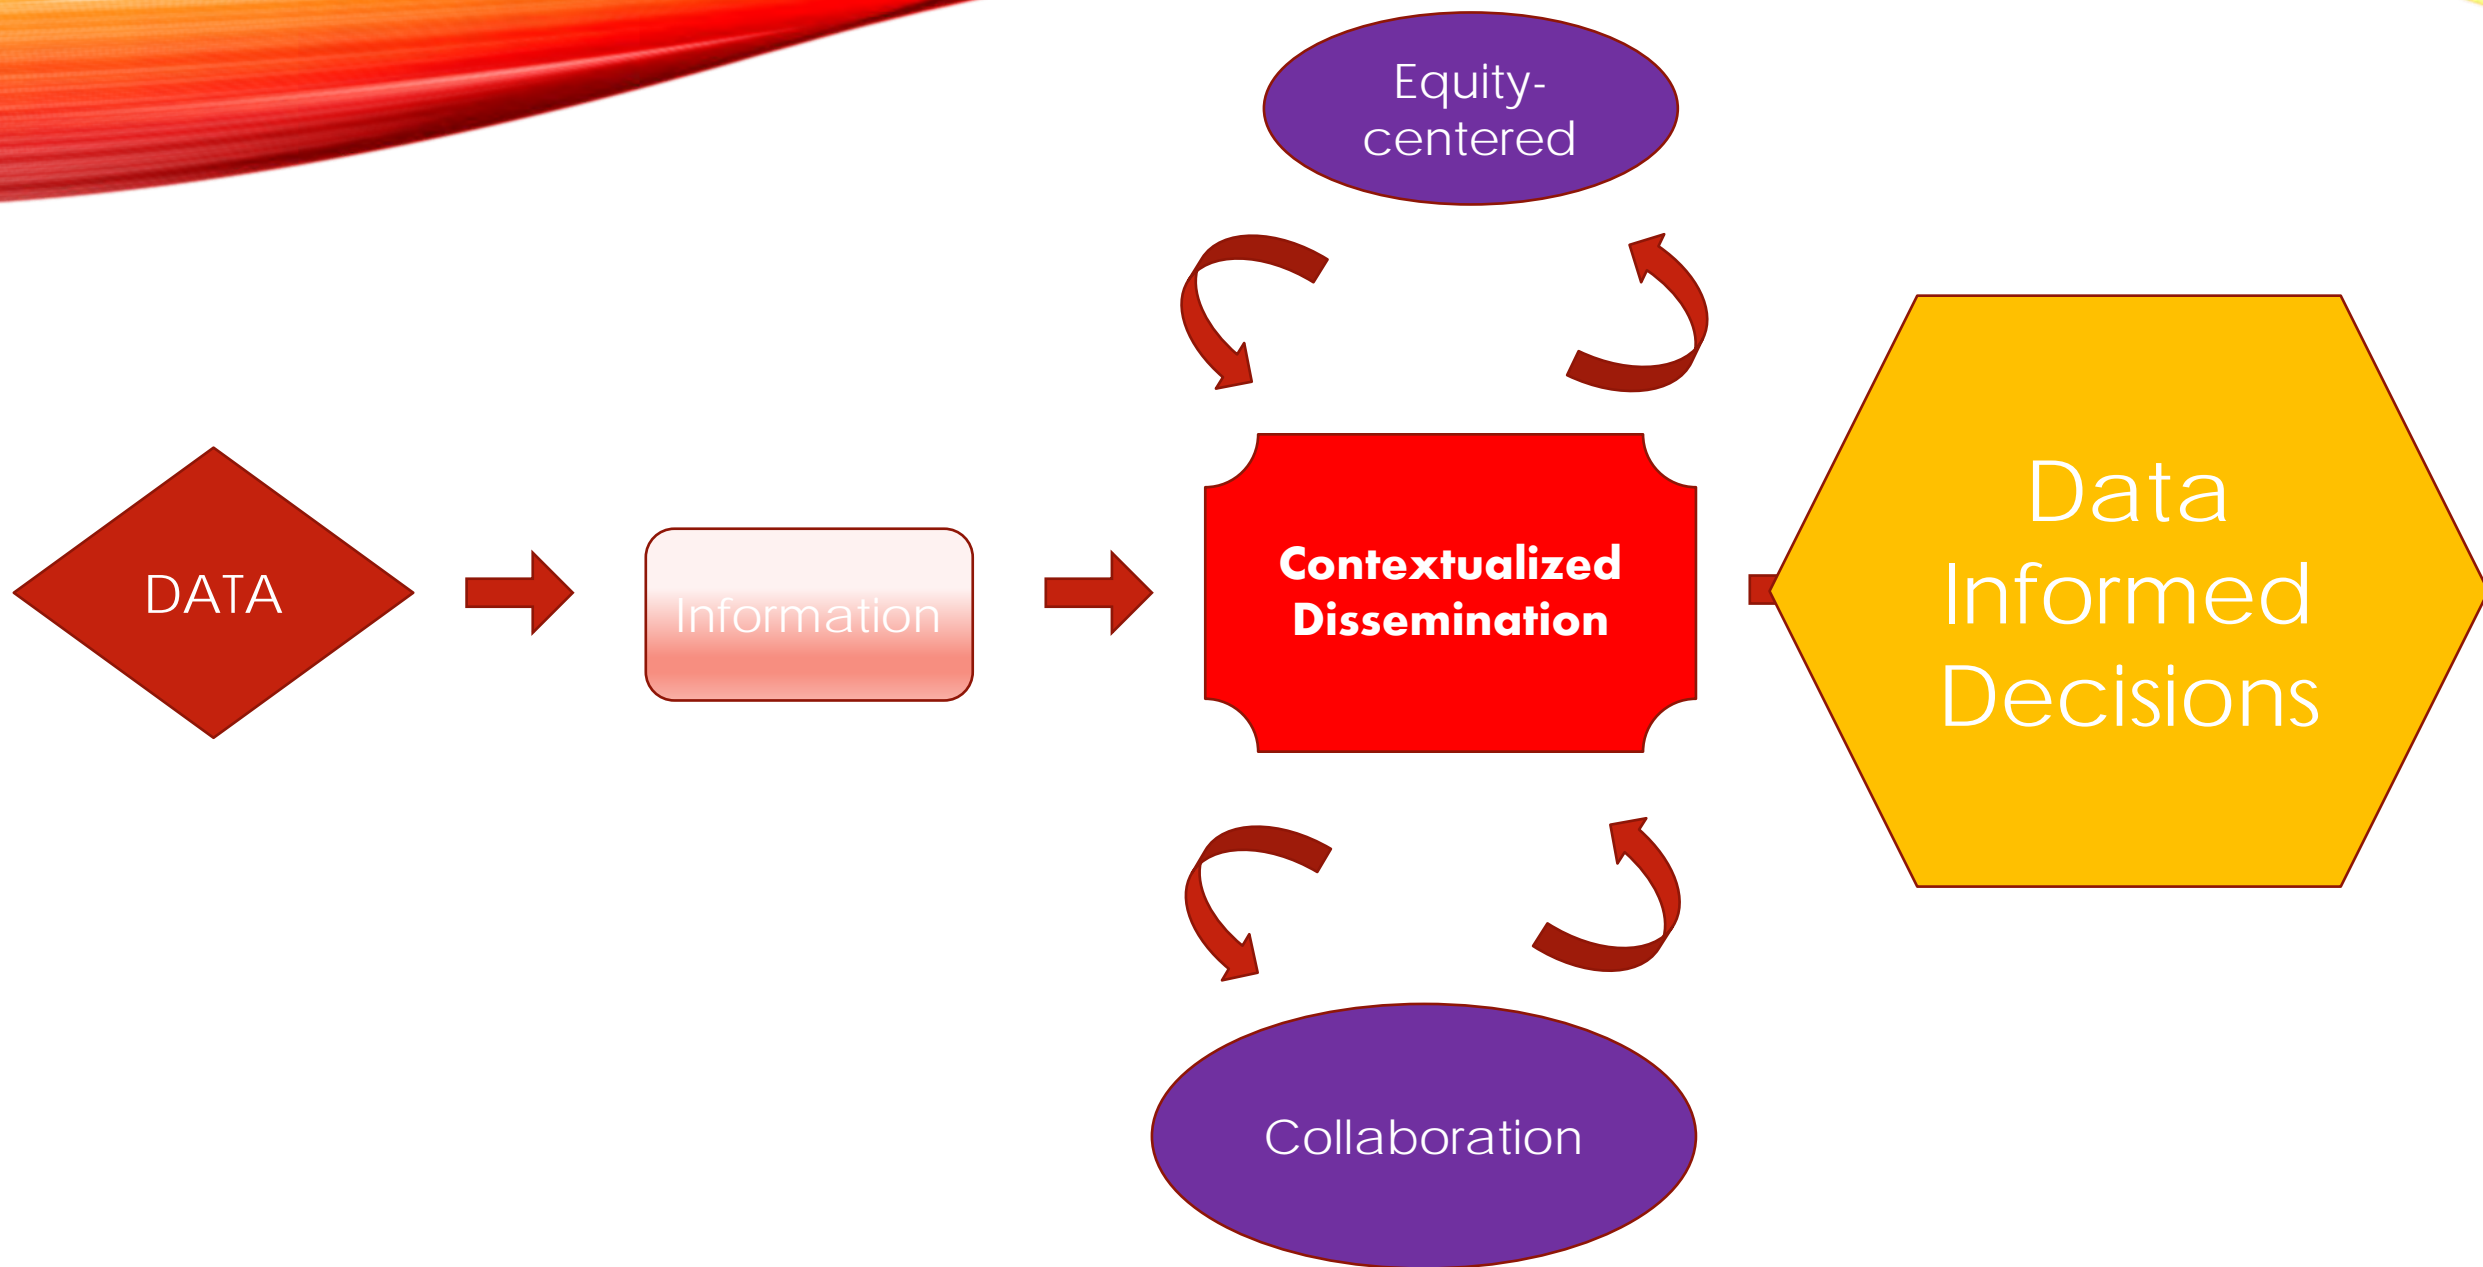 Equity-
centered
DATA
Information
Contextualized
Dissemination
Data
Informed
Decisions
Collaboration